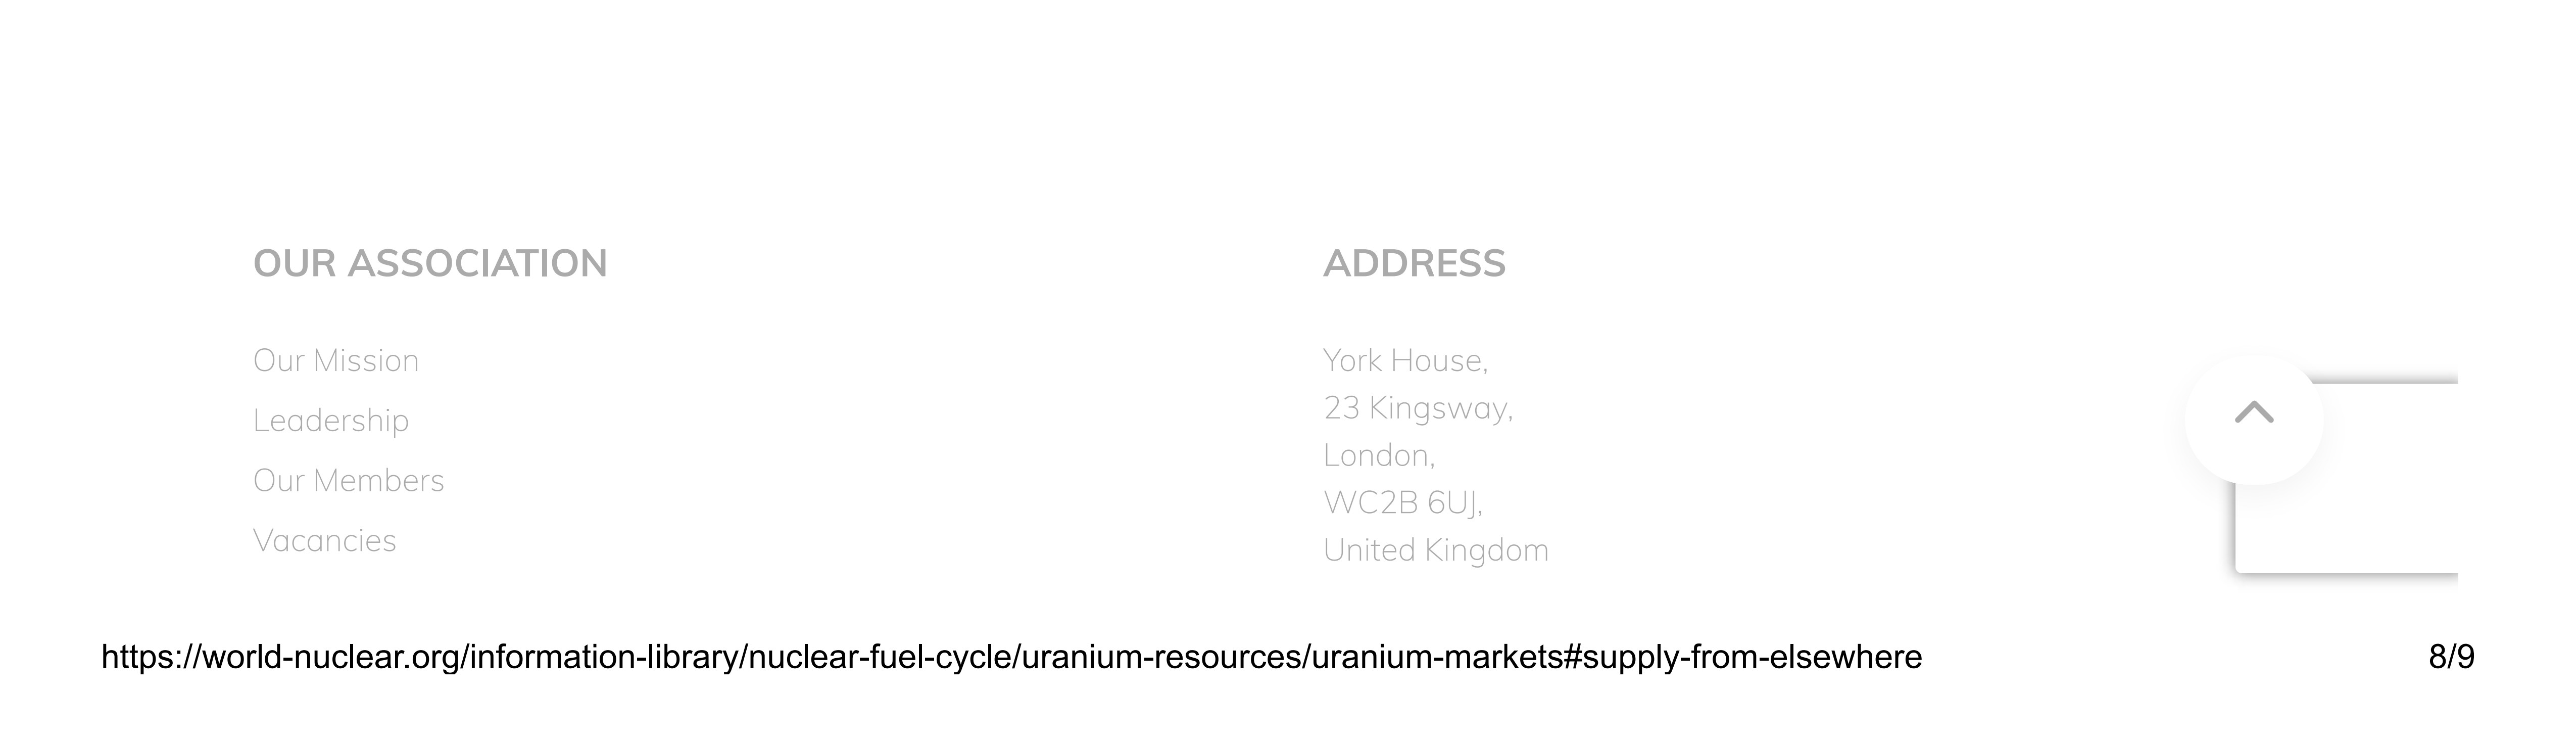 OUR ASSOCIATION
Our Mission
Leadership
Our Members
Vacancies
ADDRESS
York House,
23 Kingsway,
London,
WC2B 6UJ,
United Kingdom
https://world-nuclear.org/information-library/nuclear-fuel-cycle/uranium-resources/uranium-markets#supply-from-elsewhere 8/9